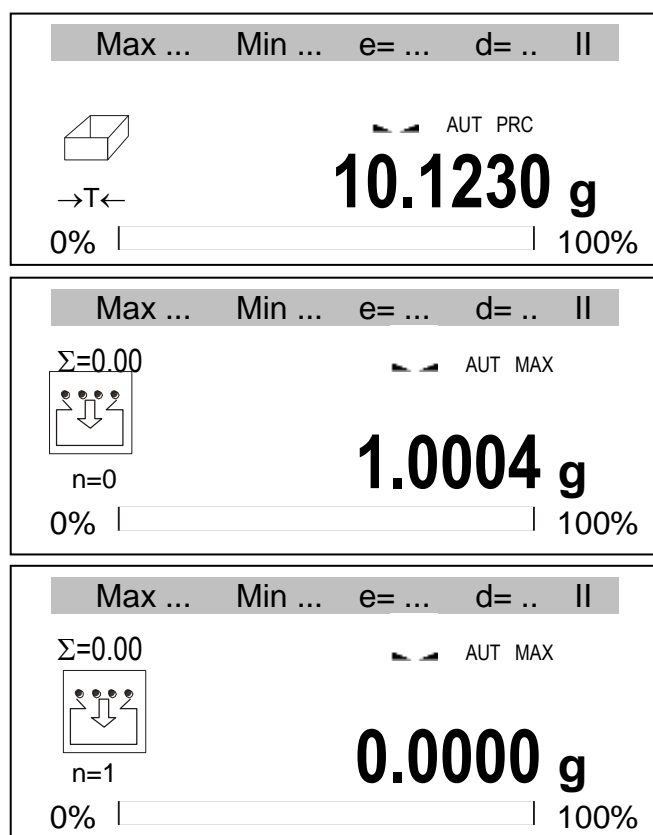 Max ... Min ... e= ... d= .. II
AUT PRC
10.1230 g
→T←
0% 100%
Max ... Min ... e= ... d= .. II
Σ=0.00 AUT MAX
1.0004 g
n=0
0% 100%
Max ... Min ... e= ... d= .. II
Σ=0.00 AUT MAX
0.0000 g
n=1
0% 100%